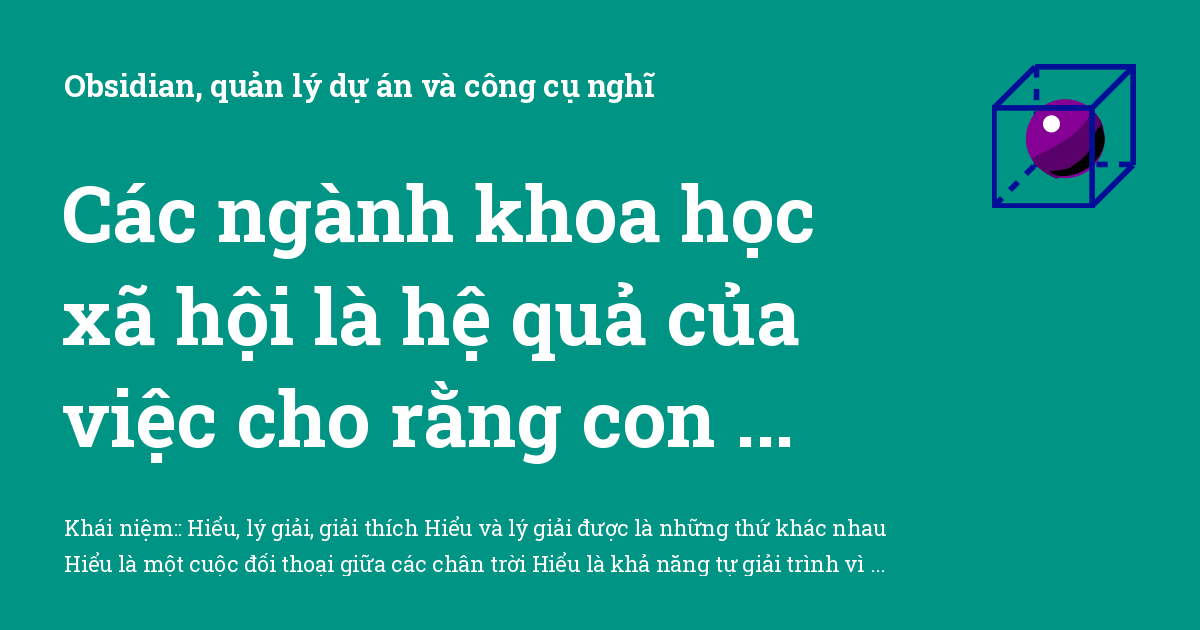 Obsidian, quản lý dự án và công cụ nghĩ
Các ngành khoa học
xã hội là hệ quả của
việc cho rằng con ...
Khái niệm:: Hiểu, lý giải, giải thích Hiểu và lý giải được là những thứ khác nhau
Hiểu là một cuộc đối thoại giữa các chân trời Hiểu là khả năng tự giải trình vì ...